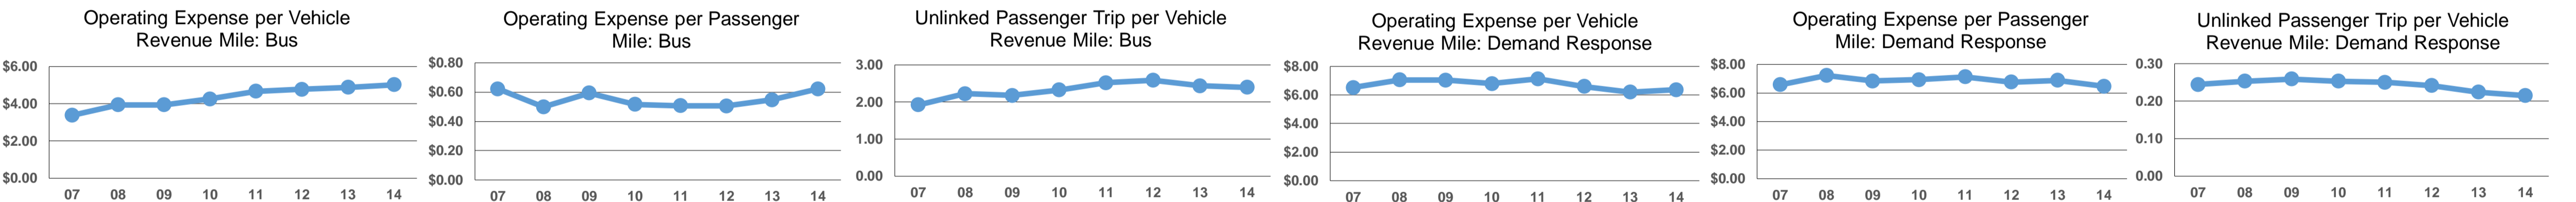 Operating Expense per Vehicle
Revenue Mile: Bus
$6.00
$4.00
$2.00
$0.00
07 08 09 10 11 12 13 14
Operating Expense per Passenger
Mile: Bus
$0.80
$0.60
$0.40
$0.20
$0.00
07 08 09 10 11 12 13 14
Unlinked Passenger Trip per Vehicle
Revenue Mile: Bus
3.00
2.00
1.00
0.00
07 08 09 10 11 12 13 14
Operating Expense per Vehicle
Revenue Mile: Demand Response
$8.00
$6.00
$4.00
$2.00
$0.00
07 08 09 10 11 12 13 14
Operating Expense per Passenger
Mile: Demand Response
$8.00
$6.00
$4.00
$2.00
$0.00
07 08 09 10 11 12 13 14
Unlinked Passenger Trip per Vehicle
Revenue Mile: Demand Response
0.30
0.20
0.10
0.00
07 08 09 10 11 12 13 14